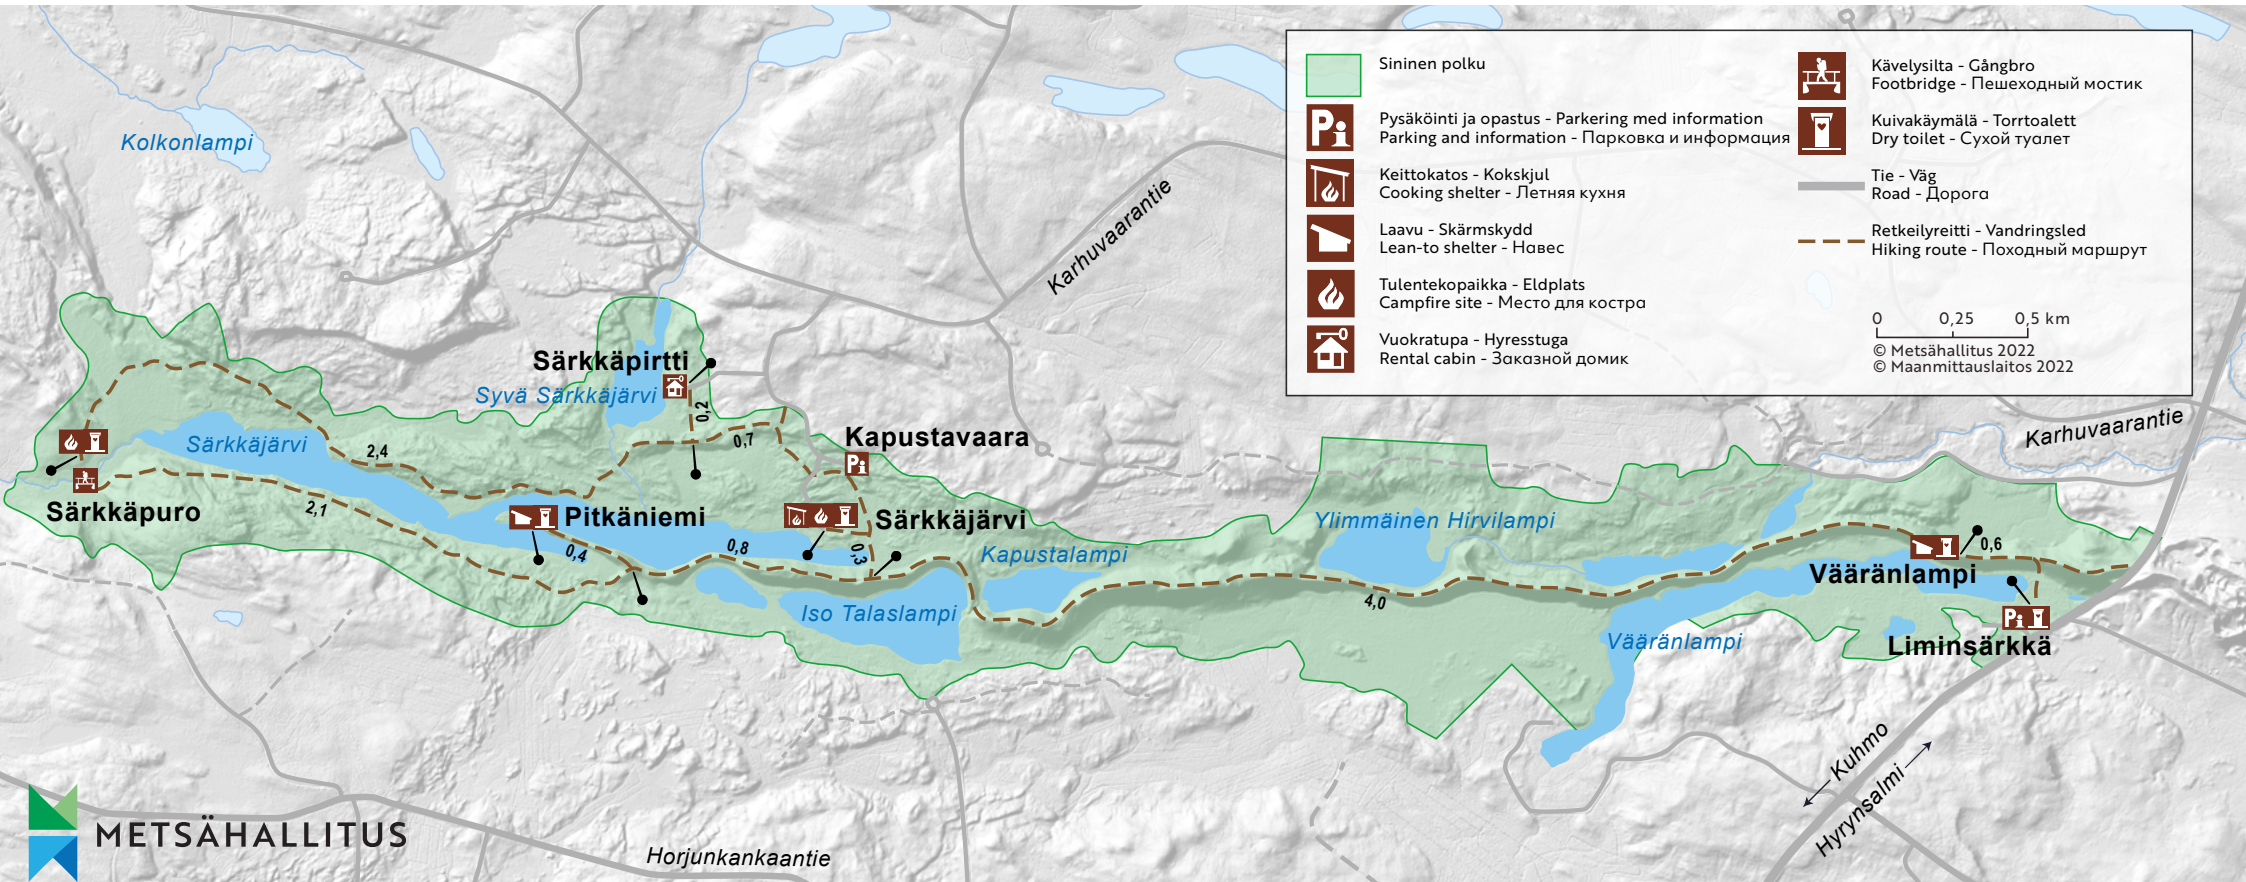 Sininen polku
Pysäköinti ja opastus - Parkering med information
Parking and information - Парковка и информация
Keittokatos - Kokskjul
Cooking shelter - Летняя кухня
Laavu - Skärmskydd
Lean-to shelter - Навес
Tulentekopaikka - Eldplats
Campfire site - Место для костра
Vuokratupa - Hyresstuga
Rental cabin - Заказной домик
Kävelysilta - Gångbro
Footbridge - Пешеходный мостик
Kuivakäymälä - Torrtoalett
Dry toilet - Сухой туалет
Tie - Väg
Road - Дорога
Retkeilyreitti - Vandringsled
Hiking route - Походный маршрут
0 0,25 0,5 km
© Metsähallitus 2022
© Maanmittauslaitos 2022
Kolkonlampi
Karhuvaarantie
Särkkäpirtti
Syvä Särkkäjärvi
0,2
0,7
Kapustavaara
Pi
Särkkäjärvi
2,4
Särkkäpuro
2,1
Pitkäniemi
0,4
0,8
0,3
Särkkäjärvi
Kapustalampi
Iso Talaslampi
Ylimmäinen Hirvilampi
4,0
Karhuvaarantie
0,6
Vääränlampi
Vääränlampi
Pi
Liminsärkkä
Kuhmo
Hyrynsalmi
Horjunkankaantie
METSÄHALLITUS
Pi